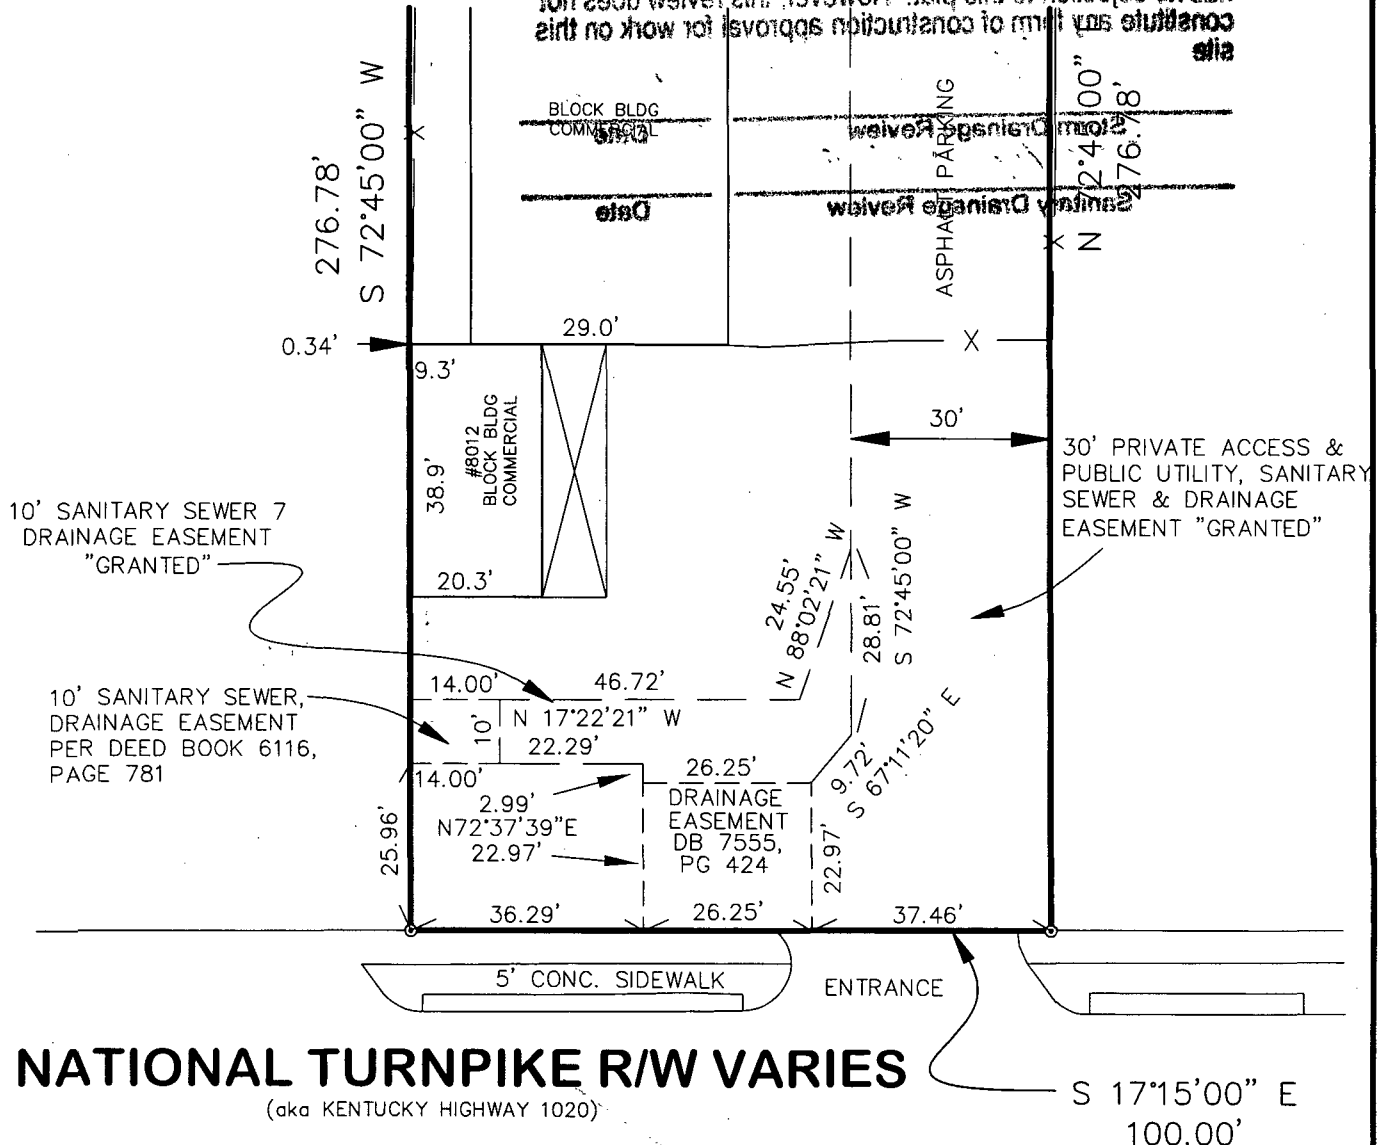 constitute any form of construction approval for work on this
site
S 72°45'00" W
276.78'
BLOCK BLDG
COMMERCIAL
Date
Storm Drainage Review
Date
Sanitary Drainage Review
ASPHALT PARKING
N 72°45'00" E
276.78'
X
X
X
0.34'
29.0'
9.3'
38.9'
#8012
BLOCK BLDG
COMMERCIAL
20.3'
30'
30' PRIVATE ACCESS &
PUBLIC UTILITY, SANITARY
SEWER & DRAINAGE
EASEMENT "GRANTED"
10' SANITARY SEWER 7
DRAINAGE EASEMENT
"GRANTED"
24.55'
N 88°02'21" W
28.81'
S 72°45'00" W
10' SANITARY SEWER,
DRAINAGE EASEMENT
PER DEED BOOK 6116,
PAGE 781
14.00'
46.72'
N 17°22'21" W
10'
22.29'
14.00'
26.25'
9.72'
S 67°11'20" E
2.99'
N72°37'39"E
22.97'
DRAINAGE
EASEMENT
DB 7555,
PG 424
25.96'
22.97'
36.29'
26.25'
37.46'
5' CONC. SIDEWALK
ENTRANCE
NATIONAL TURNPIKE R/W VARIES
(aka KENTUCKY HIGHWAY 1020)
S 17°15'00" E
100.00'